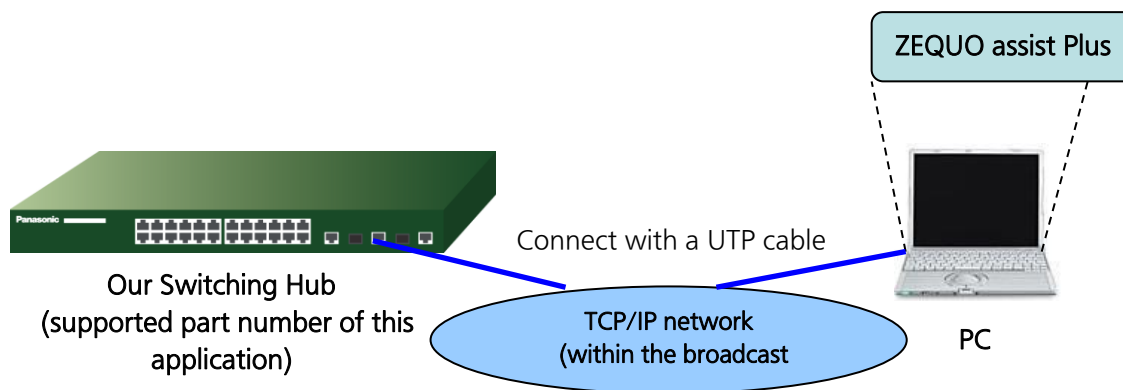 ZEQUO assist Plus
Panasonic
Connect with a UTP cable
Our Switching Hub
(supported part number of this
application)
TCP/IP network
(within the broadcast
PC